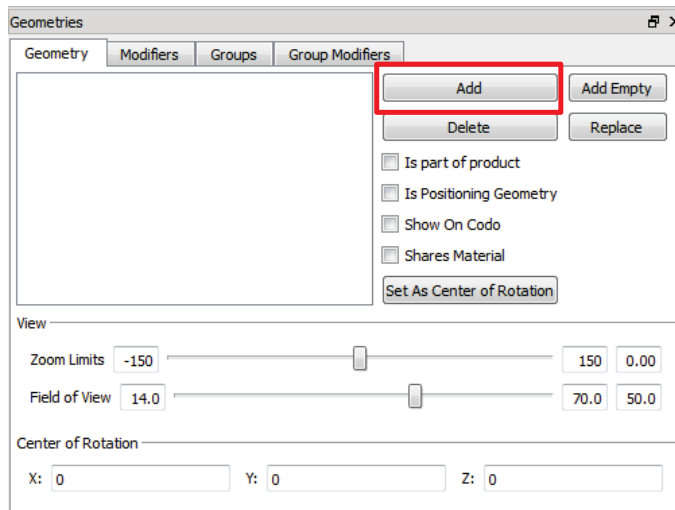 Geometries
Geometry Modifiers Groups Group Modifiers
Add Add Empty
Delete Replace
Is part of product
Is Positioning Geometry
Show On Codo
Shares Material
Set As Center of Rotation
View
Zoom Limits -150 150 0.00
Field of View 14.0 70.0 50.0
Center of Rotation
X: 0 Y: 0 Z: 0